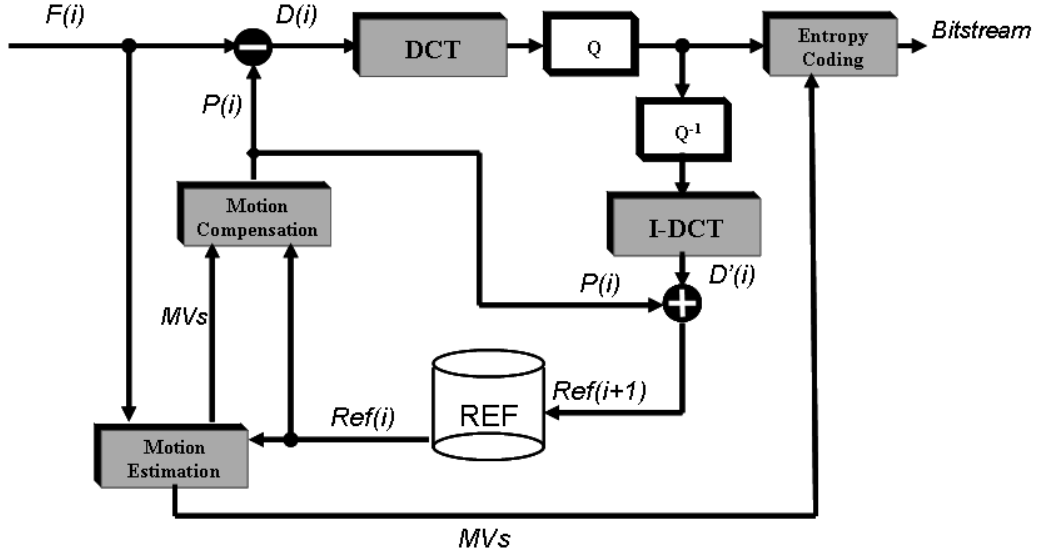 F(i)
D(i)
DCT
Q
Entropy
Coding
Bitstream
P(i)
Q-1
Motion
Compensation
I-DCT
D'(i)
P(i)
MVs
REF
Ref(i+1)
Ref(i)
Motion
Estimation
MVs